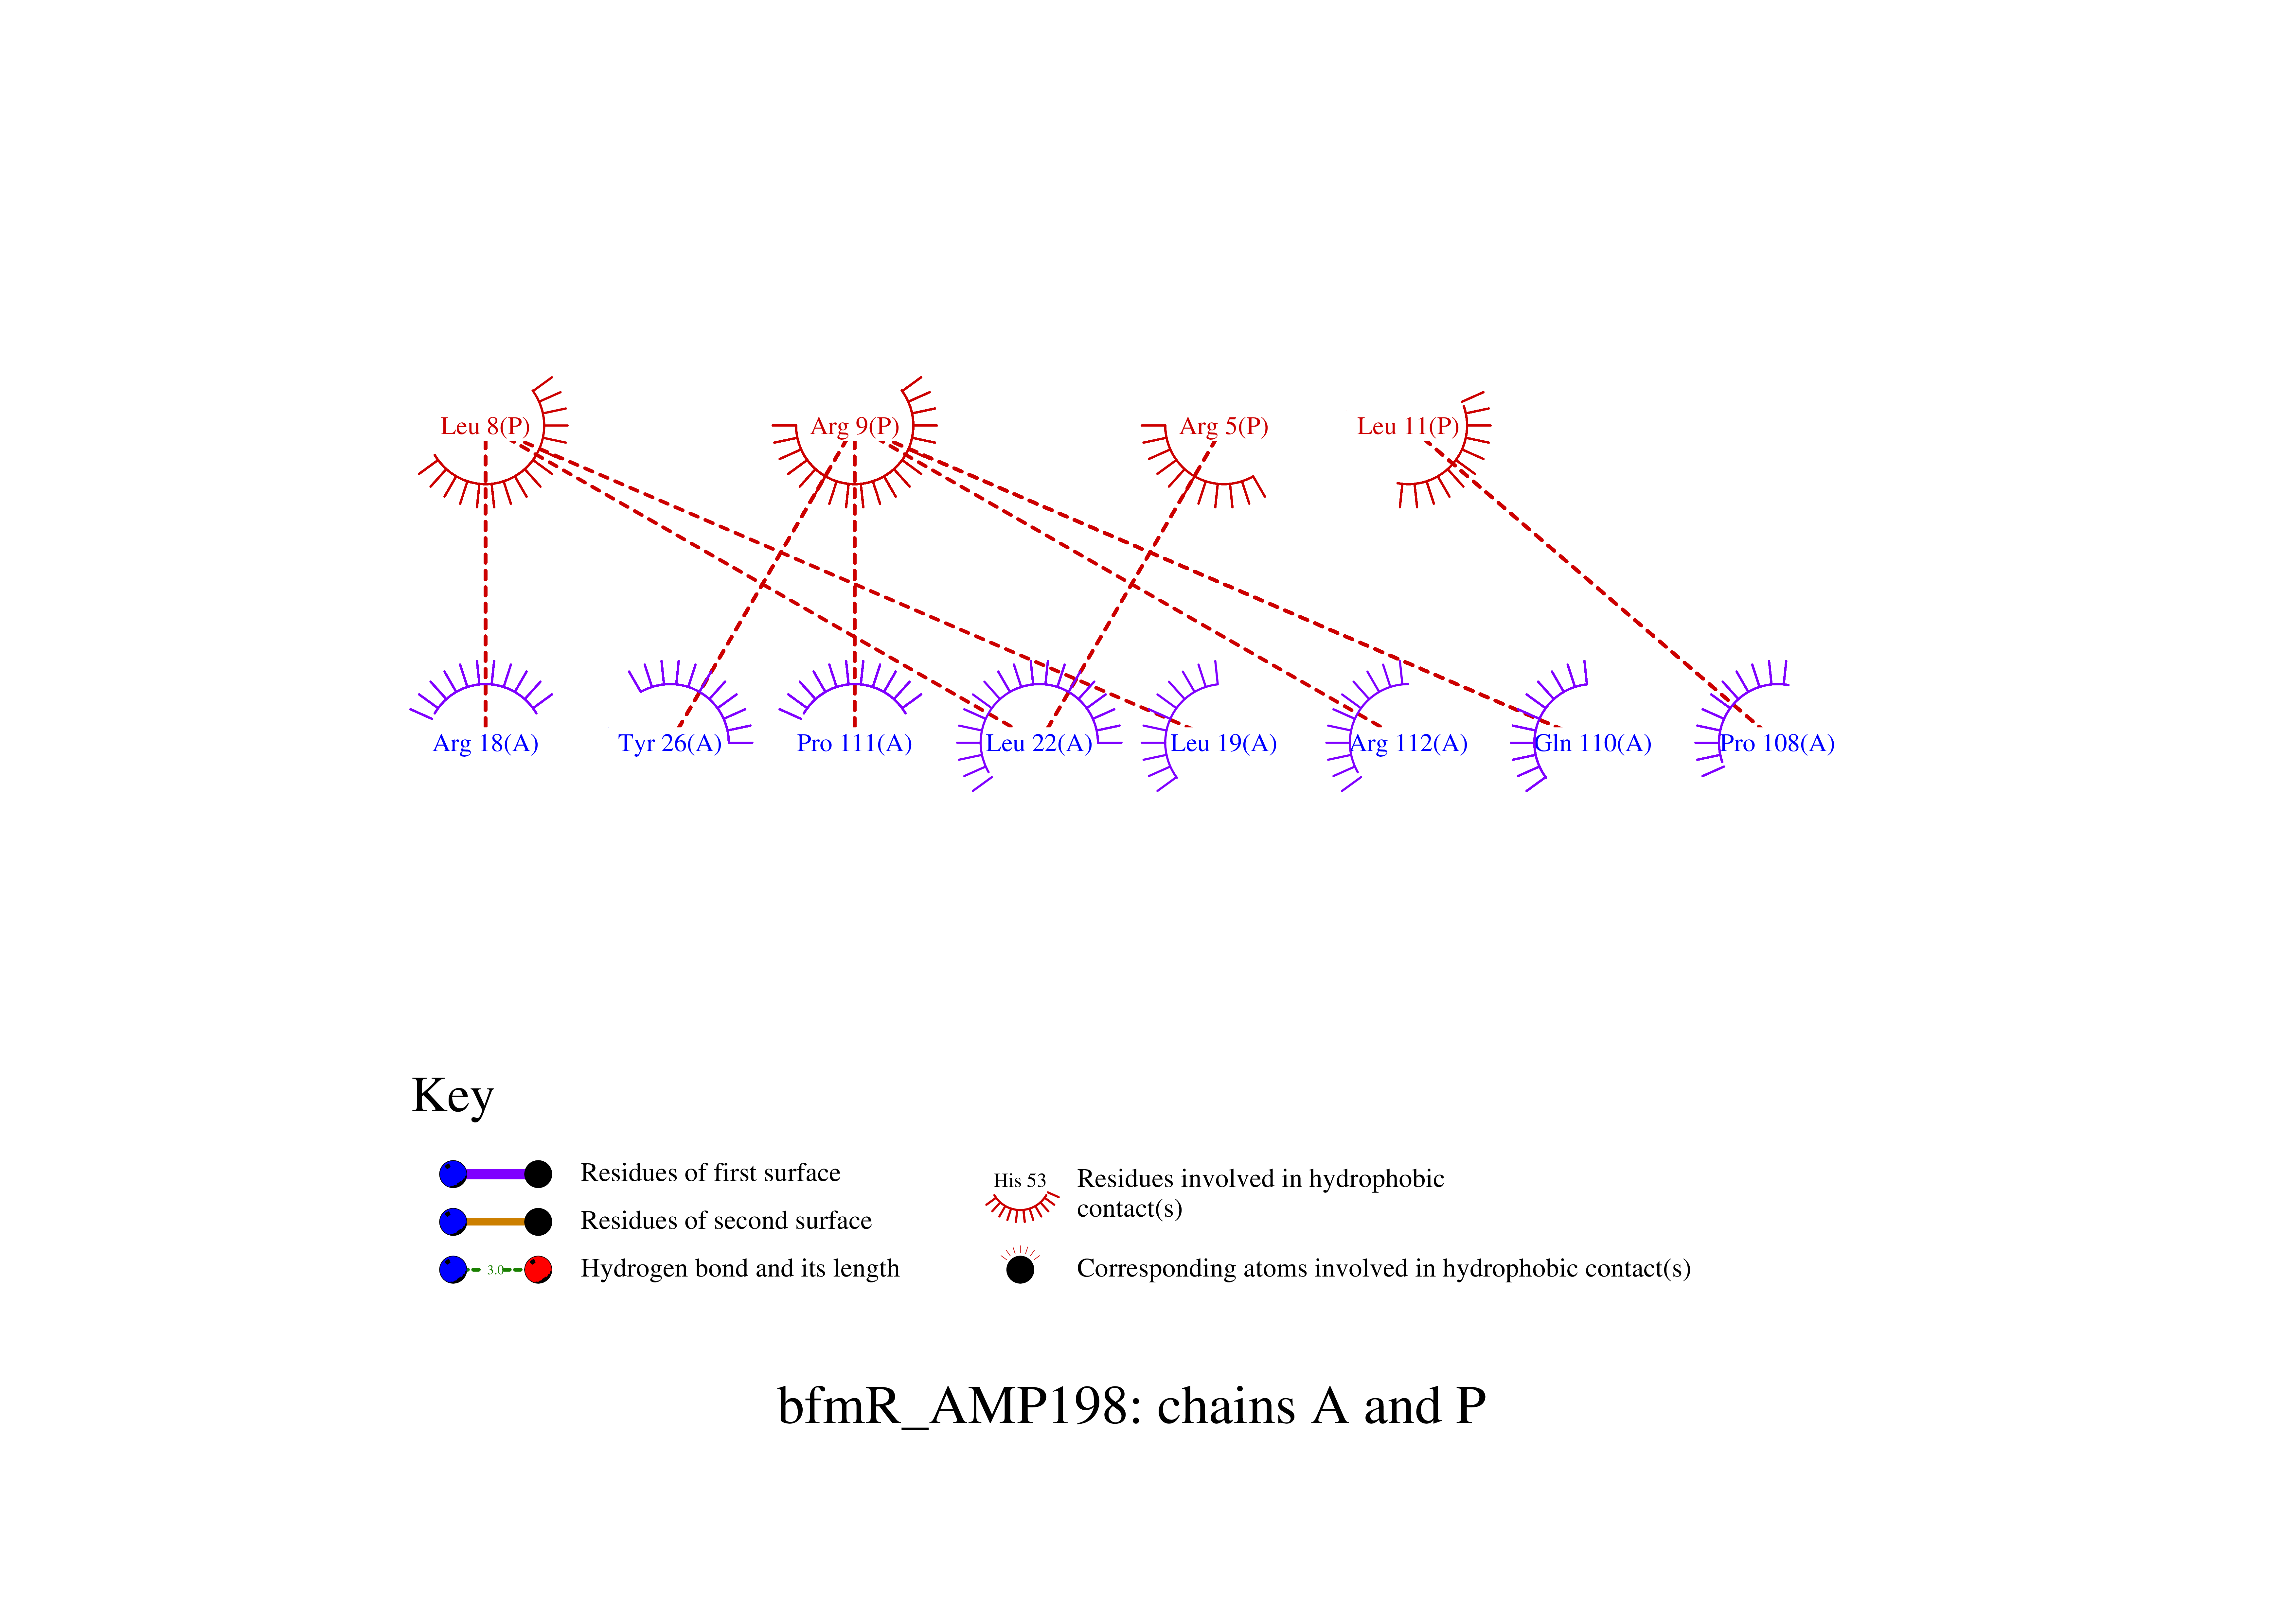 Leu 8(P) Arg 9(P) Arg 5(P) Leu 11(P)
Arg 18(A) Tyr 26(A) Pro 111(A) Leu 22(A) Leu 19(A) Arg 112(A) Gln 110(A) Pro 108(A)
Key
Residues of first surface
Residues of second surface
3.0 Hydrogen bond and its length
His 53 Residues involved in hydrophobic
contact(s)
Corresponding atoms involved in hydrophobic contact(s)
bfmR_AMP198: chains A and P